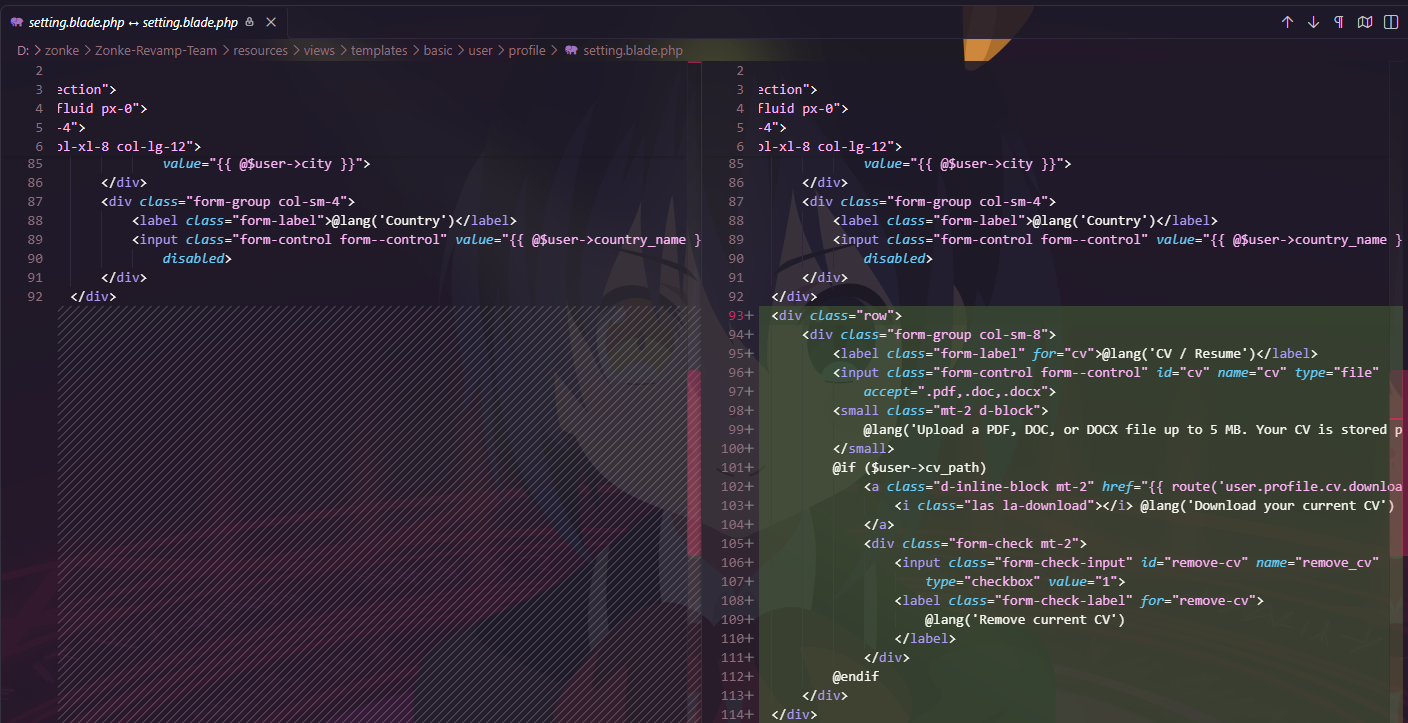 setting.blade.php ↔ setting.blade.php
D: > zonke > Zonke-Revamp-Team > resources > views > templates > basic > user > profile > setting.blade.php
2
3 ection">
4 fluid px-0">
5 -4">
6 ol-xl-8 col-lg-12">
85 value="{{ @$user->city }}">
86 </div>
87 <div class="form-group col-sm-4">
88 <label class="form-label">@lang('Country')</label>
89 <input class="form-control form--control" value="{{ @$user->country_name }
90 disabled>
91 </div>
92 </div>
2
3 ection">
4 fluid px-0">
5 -4">
6 ol-xl-8 col-lg-12">
85 value="{{ @$user->city }}">
86 </div>
87 <div class="form-group col-sm-4">
88 <label class="form-label">@lang('Country')</label>
89 <input class="form-control form--control" value="{{ @$user->country_name }
90 disabled>
91 </div>
92 </div>
93+ <div class="row">
94+ <div class="form-group col-sm-8">
95+ <label class="form-label" for="cv">@lang('CV / Resume')</label>
96+ <input class="form-control form--control" id="cv" name="cv" type="file"
97+ accept=".pdf,.doc,.docx">
98+ <small class="mt-2 d-block">
99+ @lang('Upload a PDF, DOC, or DOCX file up to 5 MB. Your CV is stored p
100+ </small>
101+ @if ($user->cv_path)
102+ <a class="d-inline-block mt-2" href="{{ route('user.profile.cv.downloa
103+ <i class="las la-download"></i> @lang('Download your current CV')
104+ </a>
105+ <div class="form-check mt-2">
106+ <input class="form-check-input" id="remove-cv" name="remove_cv"
107+ type="checkbox" value="1">
108+ <label class="form-check-label" for="remove-cv">
109+ @lang('Remove current CV')
110+ </label>
111+ </div>
112+ @endif
113+ </div>
114+ </div>